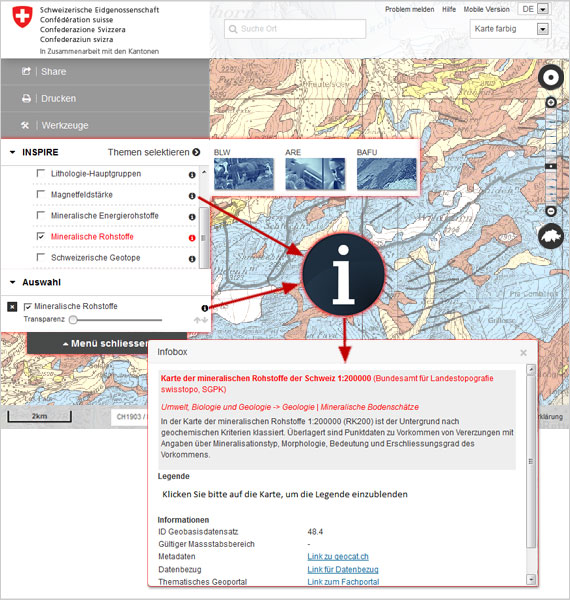 Schweizerische Eidgenossenschaft
Confédération suisse
Confederazione Svizzera
Confederaziun svizra
In Zusammenarbeit mit den Kantonen
Problem melden Hilfe Mobile Version DE
Suche Ort
Karte farbig
Share
Drucken
Werkzeuge
INSPIRE Themen selektieren
BLW ARE BAFU
Lithologie-Hauptgruppen
Magnetfeldstärke
Mineralische Energierohstoffe
Mineralische Rohstoffe
Schweizerische Geotope
Auswahl
Mineralische Rohstoffe
Transparenz
Menü schliessen
i
Wildhorn
2km
CH1903 /
Infobox
Karte der mineralischen Rohstoffe der Schweiz 1:200000 (Bundesamt für Landestopografie
swisstopo, SGPK)
Umwelt, Biologie und Geologie -> Geologie | Mineralische Bodenschätze
In der Karte der mineralischen Rohstoffe 1:200000 (RK200) ist der Untergrund nach
geochemischen Kriterien klassiert. Überlagert sind Punktdaten zu Vorkommen von Vererzungen mit
Angaben über Mineralisationstyp, Morphologie, Bedeutung und Erschliessungsgrad des
Vorkommens.
Legende
Klicken Sie bitte auf die Karte, um die Legende einzublenden
Informationen
ID Geobasisdatensatz 48.4
Gültiger Massstabsbereich -
Metadaten Link zu geocat.ch
Datenbezug Link für Datenbezug
Thematisches Geoportal Link zum Fachportal
klärung